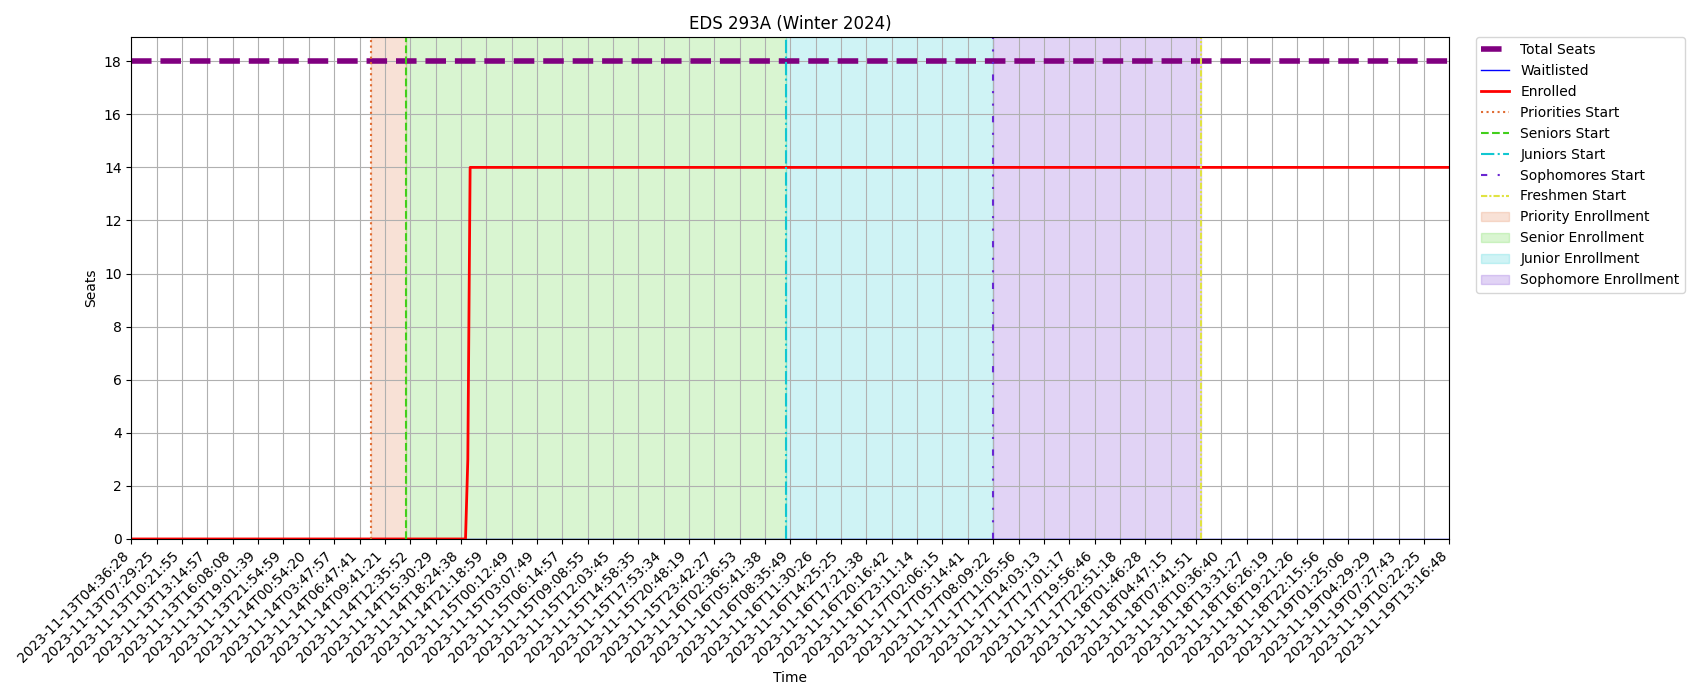 EDS 293A (Winter 2024)
Seats
18
16
14
12
10
8
6
4
2
0
2023-11-13T04:36:28
2023-11-13T07:29:25
2023-11-13T10:21:55
2023-11-13T13:14:57
2023-11-13T16:08:08
2023-11-13T19:01:39
2023-11-13T21:54:59
2023-11-14T00:54:20
2023-11-14T03:47:57
2023-11-14T06:47:41
2023-11-14T09:41:21
2023-11-14T12:35:52
2023-11-14T15:30:29
2023-11-14T18:24:38
2023-11-14T21:18:59
2023-11-15T00:12:49
2023-11-15T03:07:49
2023-11-15T06:14:57
2023-11-15T09:08:55
2023-11-15T12:03:45
2023-11-15T14:58:35
2023-11-15T17:53:34
2023-11-15T20:48:19
2023-11-15T23:42:27
2023-11-16T02:36:53
2023-11-16T05:41:38
2023-11-16T08:35:49
2023-11-16T11:30:26
2023-11-16T14:25:25
2023-11-16T17:21:38
2023-11-16T20:16:42
2023-11-16T23:11:14
2023-11-17T02:06:15
2023-11-17T05:14:41
2023-11-17T08:09:22
2023-11-17T11:05:56
2023-11-17T14:03:13
2023-11-17T17:01:17
2023-11-17T19:56:46
2023-11-17T22:51:18
2023-11-18T01:46:28
2023-11-18T04:47:15
2023-11-18T07:41:51
2023-11-18T10:36:40
2023-11-18T13:31:27
2023-11-18T16:26:19
2023-11-18T19:21:26
2023-11-18T22:15:56
2023-11-19T01:25:06
2023-11-19T04:29:29
2023-11-19T07:27:43
2023-11-19T10:22:25
2023-11-19T13:16:48
Time
Total Seats
Waitlisted
Enrolled
Priorities Start
Seniors Start
Juniors Start
Sophomores Start
Freshmen Start
Priority Enrollment
Senior Enrollment
Junior Enrollment
Sophomore Enrollment